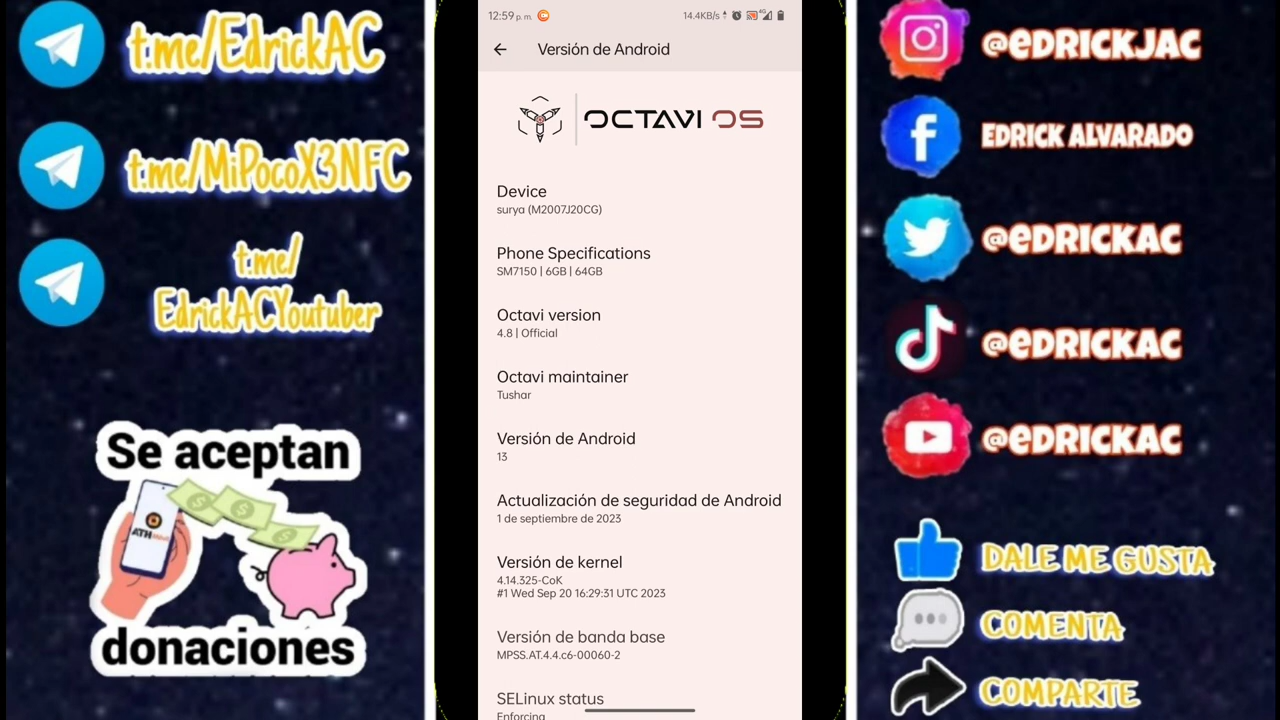 t.me/EdrickAC
t.me/MiPocoX3NFC
t.me/
EdrickACYoutuber
Se aceptan
ATH
donaciones
12:59 p. m.
14.4KB/s
4G
Versión de Android
OCTAVI OS
Device
surya (M2007J20CG)
Phone Specifications
SM7150 | 6GB | 64GB
Octavi version
4.8 | Official
Octavi maintainer
Tushar
Versión de Android
13
Actualización de seguridad de Android
1 de septiembre de 2023
Versión de kernel
4.14.325-CoK
#1 Wed Sep 20 16:29:31 UTC 2023
Versión de banda base
MPSS.AT.4.4.c6-00060-2
SELinux status
Enforcing
@EDRICKJAC
EDRICK ALVARADO
@EDRICKAC
@EDRICKAC
@EDRICKAC
DALE ME GUSTA
COMENTA
COMPARTE